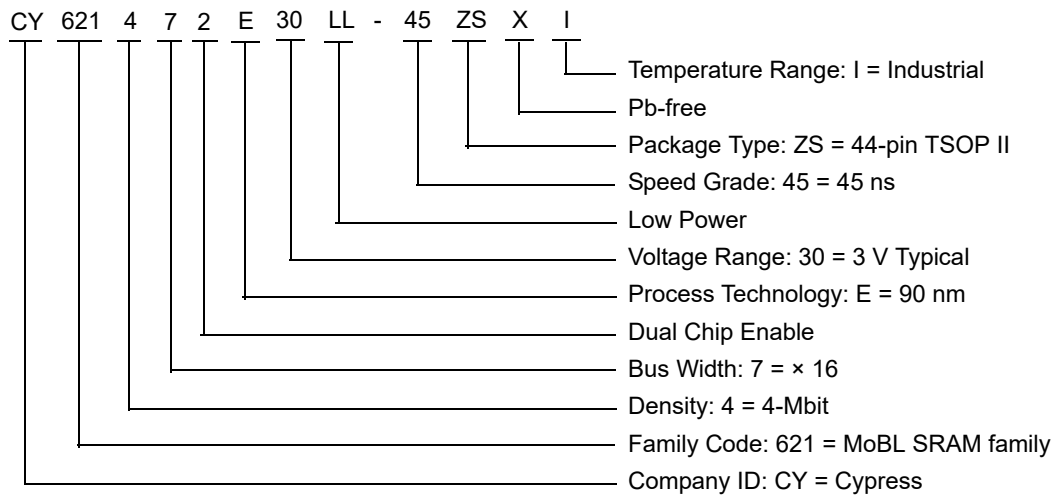 CY 621 4 7 2 E 30 LL - 45 ZS X I
Temperature Range: I = Industrial
Pb-free
Package Type: ZS = 44-pin TSOP II
Speed Grade: 45 = 45 ns
Low Power
Voltage Range: 30 = 3 V Typical
Process Technology: E = 90 nm
Dual Chip Enable
Bus Width: 7 = × 16
Density: 4 = 4-Mbit
Family Code: 621 = MoBL SRAM family
Company ID: CY = Cypress